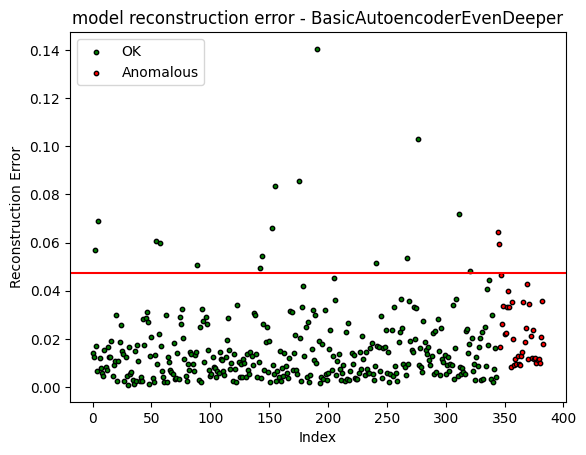 model reconstruction error - BasicAutoencoderEvenDeeper
OK
Anomalous
0.14
0.12
0.10
0.08
0.06
0.04
0.02
0.00
Reconstruction Error
0 50 100 150 200 250 300 350 400
Index